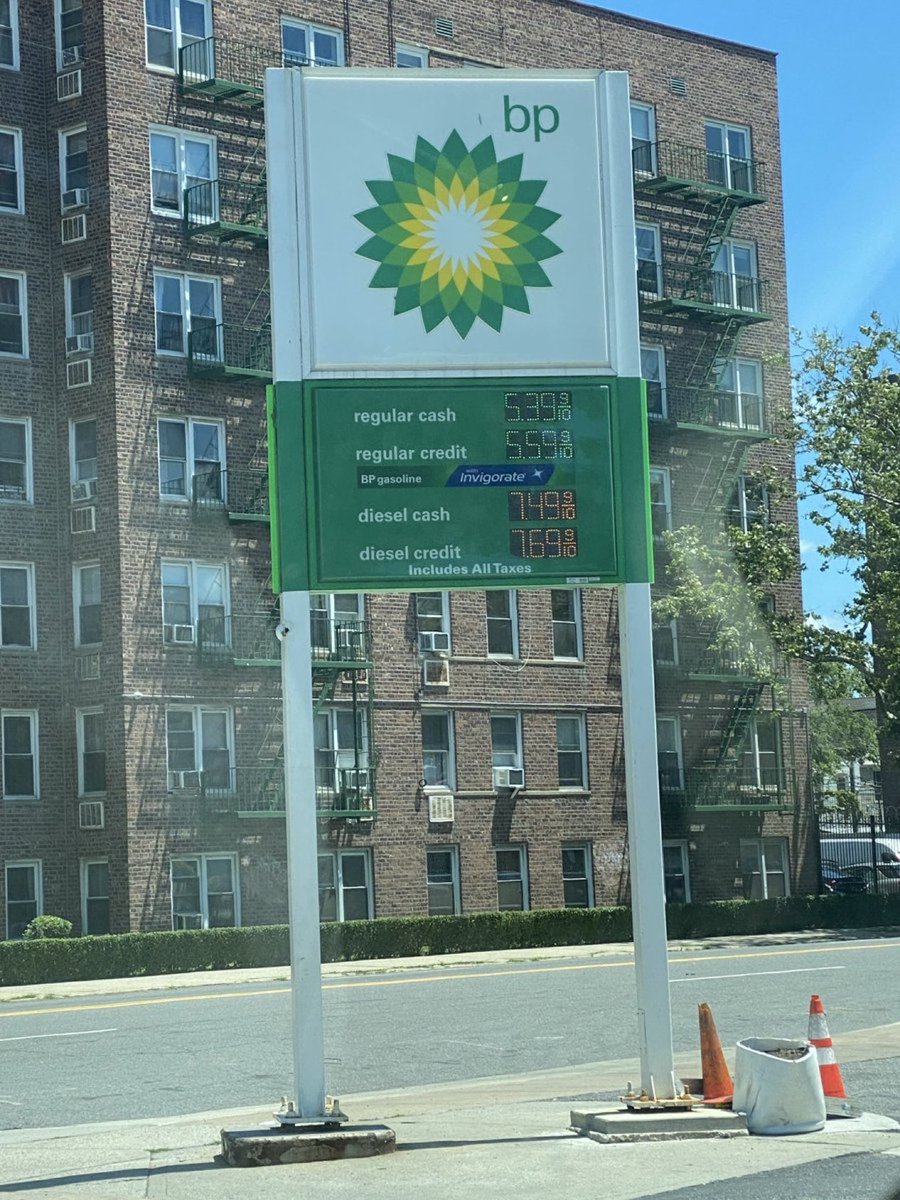 bp
regular cash 5.39 9/10
regular credit 5.59 9/10
BP gasoline with Invigorate
diesel cash 7.49 9/10
diesel credit 7.69 9/10
Includes All Taxes